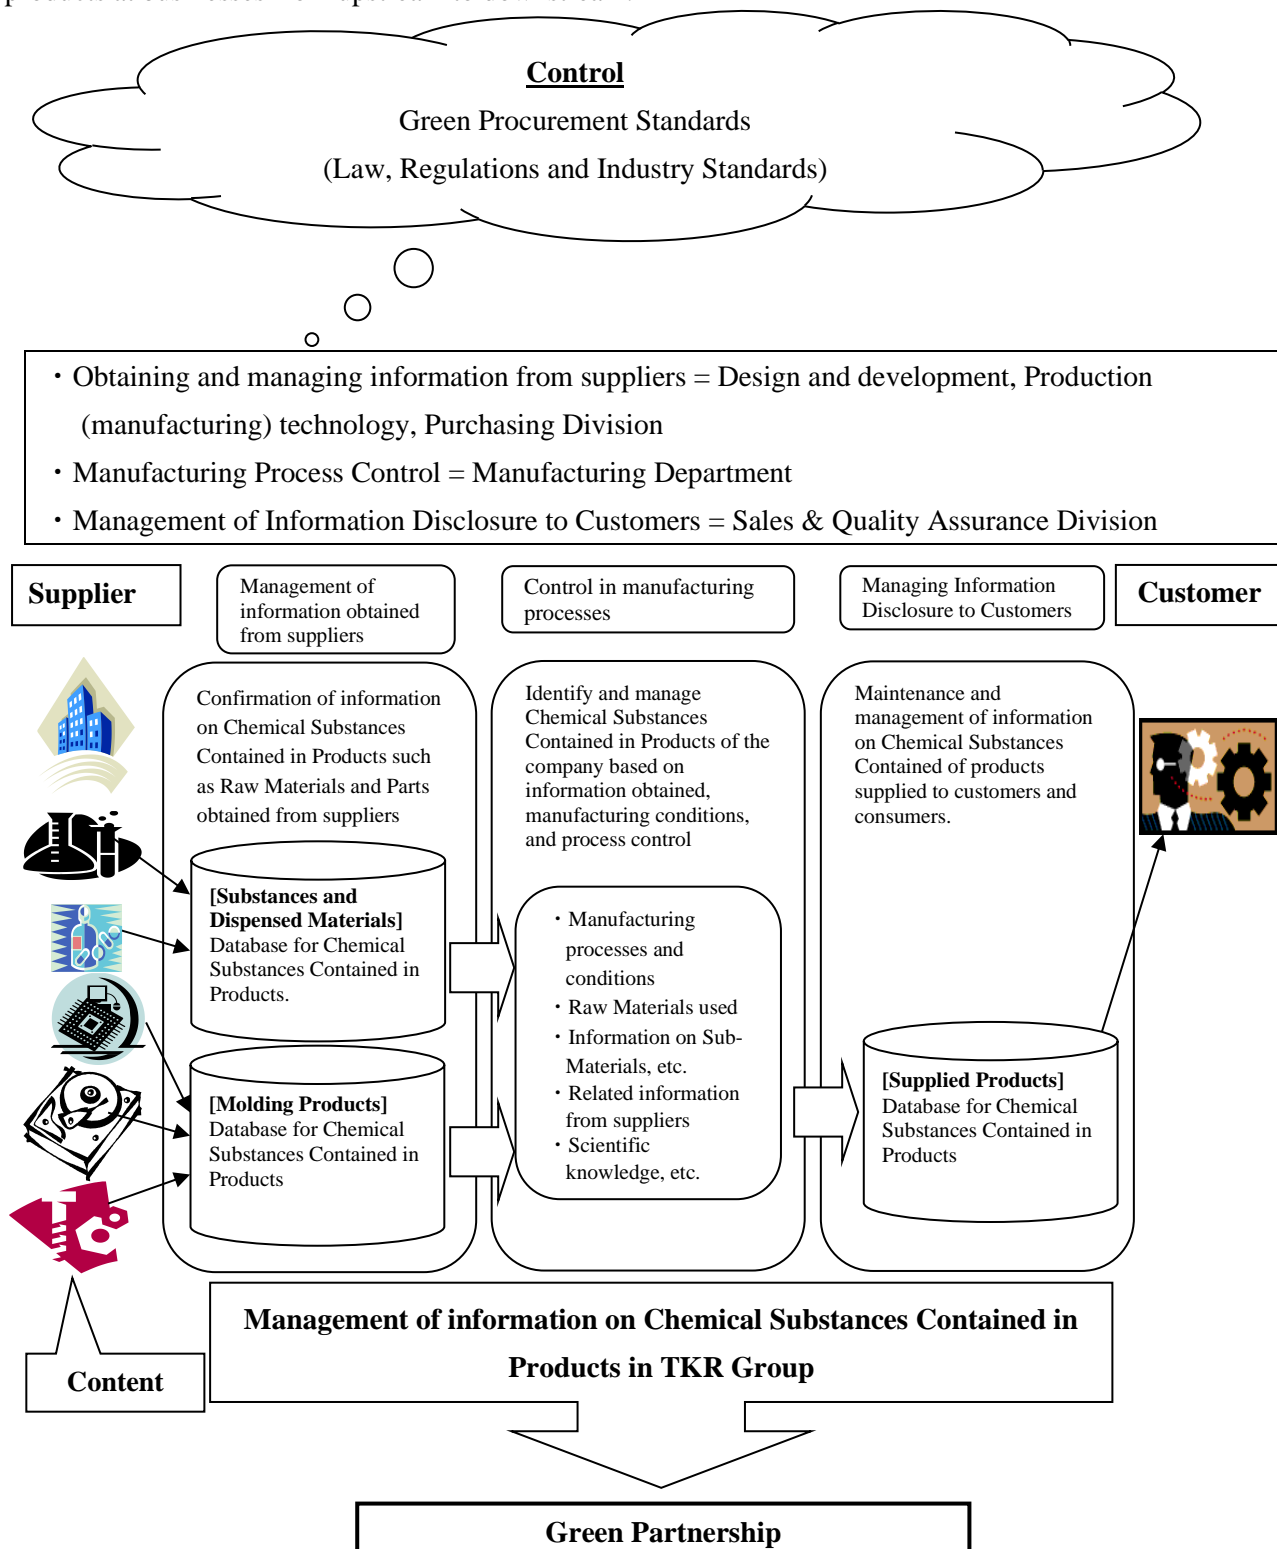 Control
Green Procurement Standards
(Law, Regulations and Industry Standards)
・Obtaining and managing information from suppliers = Design and development, Production
(manufacturing) technology, Purchasing Division
・Manufacturing Process Control = Manufacturing Department
・Management of Information Disclosure to Customers = Sales & Quality Assurance Division
Supplier
Management of
information obtained
from suppliers
Control in manufacturing
processes
Managing Information
Disclosure to Customers
Customer
Confirmation of information
on Chemical Substances
Contained in Products such
as Raw Materials and Parts
obtained from suppliers
[Substances and
Dispensed Materials]
Database for Chemical
Substances Contained in
Products.
[Molding Products]
Database for Chemical
Substances Contained in
Products
Identify and manage
Chemical Substances
Contained in Products of the
company based on
information obtained,
manufacturing conditions,
and process control
・Manufacturing
processes and
conditions
・Raw Materials used
・Information on Sub-
Materials, etc.
・Related information
from suppliers
・Scientific
knowledge, etc.
Maintenance and
management of information
on Chemical Substances
Contained of products
supplied to customers and
consumers.
[Supplied Products]
Database for Chemical
Substances Contained in
Products
Content
Management of information on Chemical Substances Contained in
Products in TKR Group
Green Partnership